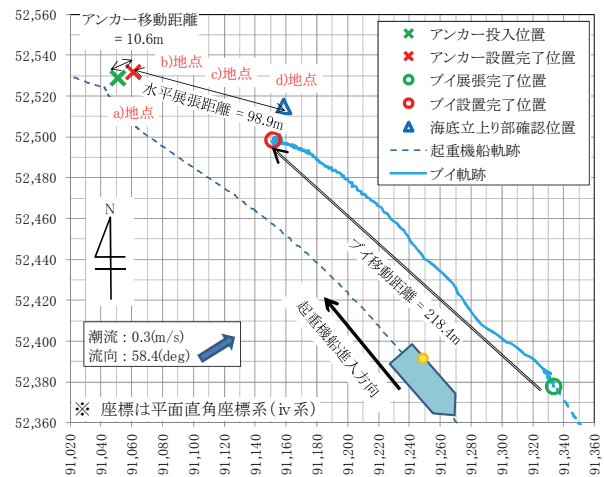 52,560
52,540
52,520
52,500
52,480
52,460
52,440
52,420
52,400
52,380
52,360
アンカー移動距離
= 10.6m
b)地点
c)地点
d)地点
a)地点
水平展張距離 = 98.9m
アンカー投入位置
アンカー設置完了位置
ブイ展張完了位置
ブイ設置完了位置
海底立上り部確認位置
起重機船軌跡
ブイ軌跡
N
ブイ移動距離 = 218.4m
起重機船進入方向
潮流：0.3(m/s)
流向：58.4(deg)
※ 座標は平面直角座標系(ⅳ系)
91,020
91,040
91,060
91,080
91,100
91,120
91,140
91,160
91,180
91,200
91,220
91,240
91,260
91,280
91,300
91,320
91,340
91,360